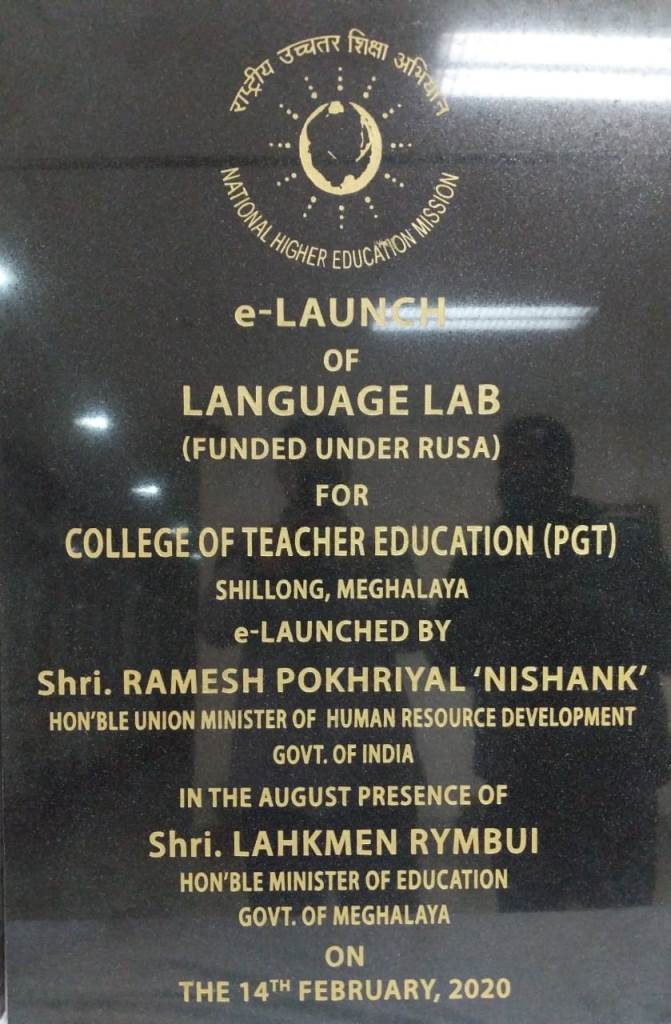 राष्ट्रीय उच्चतर शिक्षा अभियान
NATIONAL HIGHER EDUCATION MISSION
e-LAUNCH
OF
LANGUAGE LAB
(FUNDED UNDER RUSA)
FOR
COLLEGE OF TEACHER EDUCATION (PGT)
SHILLONG, MEGHALAYA
e-LAUNCHED BY
Shri. RAMESH POKHRIYAL ‘NISHANK’
HON’BLE UNION MINISTER OF HUMAN RESOURCE DEVELOPMENT
GOVT. OF INDIA
IN THE AUGUST PRESENCE OF
Shri. LAHKMEN RYMBUI
HON’BLE MINISTER OF EDUCATION
GOVT. OF MEGHALAYA
ON
THE 14TH FEBRUARY, 2020